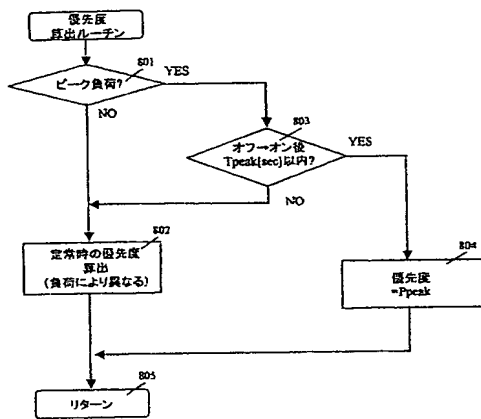 優先度
算出ルーチン
801
ピーク負荷?
YES
NO
803
オフ→オン後
Tpeak[sec]以内?
YES
NO
802
定常時の優先度
算出
(負荷により異なる)
804
優先度
=Ppeak
805
リターン